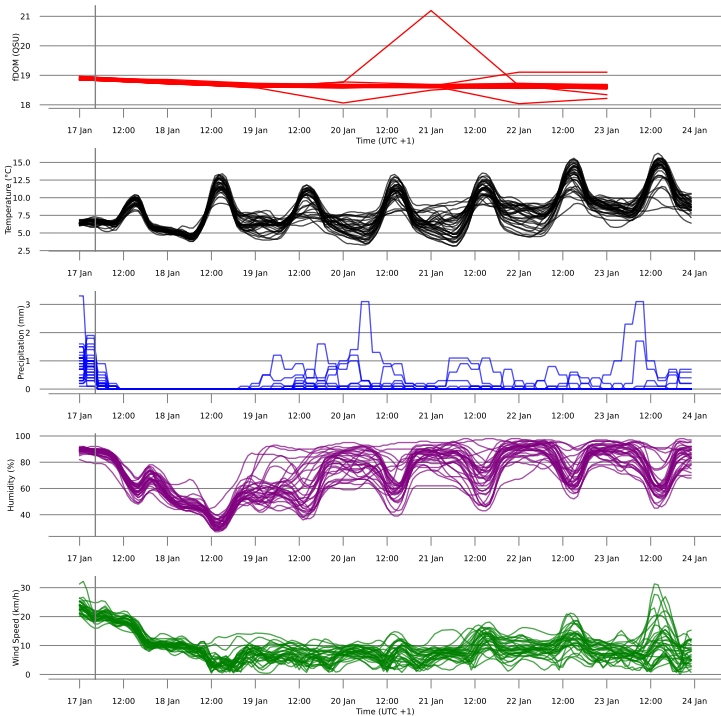 21
20
19
18
fDOM (QSU)
17 Jan 12:00 18 Jan 12:00 19 Jan 12:00 20 Jan 12:00 21 Jan 12:00 22 Jan 12:00 23 Jan 12:00 24 Jan
Time (UTC +1)
15.0
12.5
10.0
7.5
5.0
2.5
Temperature (°C)
17 Jan 12:00 18 Jan 12:00 19 Jan 12:00 20 Jan 12:00 21 Jan 12:00 22 Jan 12:00 23 Jan 12:00 24 Jan
3
2
1
0
Precipitation (mm)
17 Jan 12:00 18 Jan 12:00 19 Jan 12:00 20 Jan 12:00 21 Jan 12:00 22 Jan 12:00 23 Jan 12:00 24 Jan
100
80
60
40
Humidity (%)
17 Jan 12:00 18 Jan 12:00 19 Jan 12:00 20 Jan 12:00 21 Jan 12:00 22 Jan 12:00 23 Jan 12:00 24 Jan
30
20
10
0
Wind Speed (km/h)
17 Jan 12:00 18 Jan 12:00 19 Jan 12:00 20 Jan 12:00 21 Jan 12:00 22 Jan 12:00 23 Jan 12:00 24 Jan
Time (UTC +1)